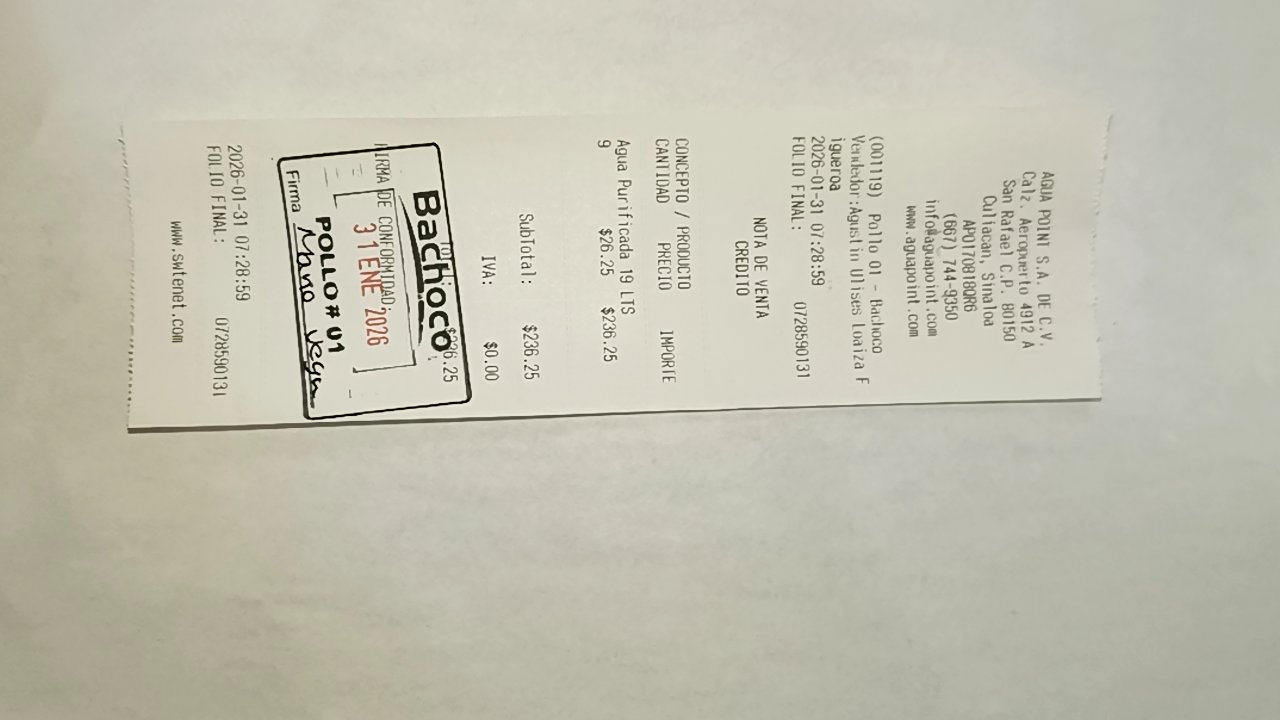 AGUA POINT S.A. DE C.V.
Calz. Aeropuerto 4912 A
San Rafael C.P. 80150
Culiacan, Sinaloa
APO170818QR6
(667) 744-9350
info@aguapoint.com
www.aguapoint.com
(001119) Pollo 01 - Bachoco
Vendedor:Agustin Ulises Loaiza F
igueroa
2026-01-31 07:28:59
FOLIO FINAL: 0728590131
NOTA DE VENTA
CREDITO
CONCEPTO / PRODUCTO
CANTIDAD PRECIO IMPORTE
Agua Purificada 19 LTS
9 $26.25 $236.25
SubTotal: $236.25
IVA: $0.00
$236.25
Bachoco
FIRMA DE CONFORMIDAD:
31 ENE 2026
POLLO # 01
Firma
2026-01-31 07:28:59
FOLIO FINAL: 0728590131
www.swtenet.com